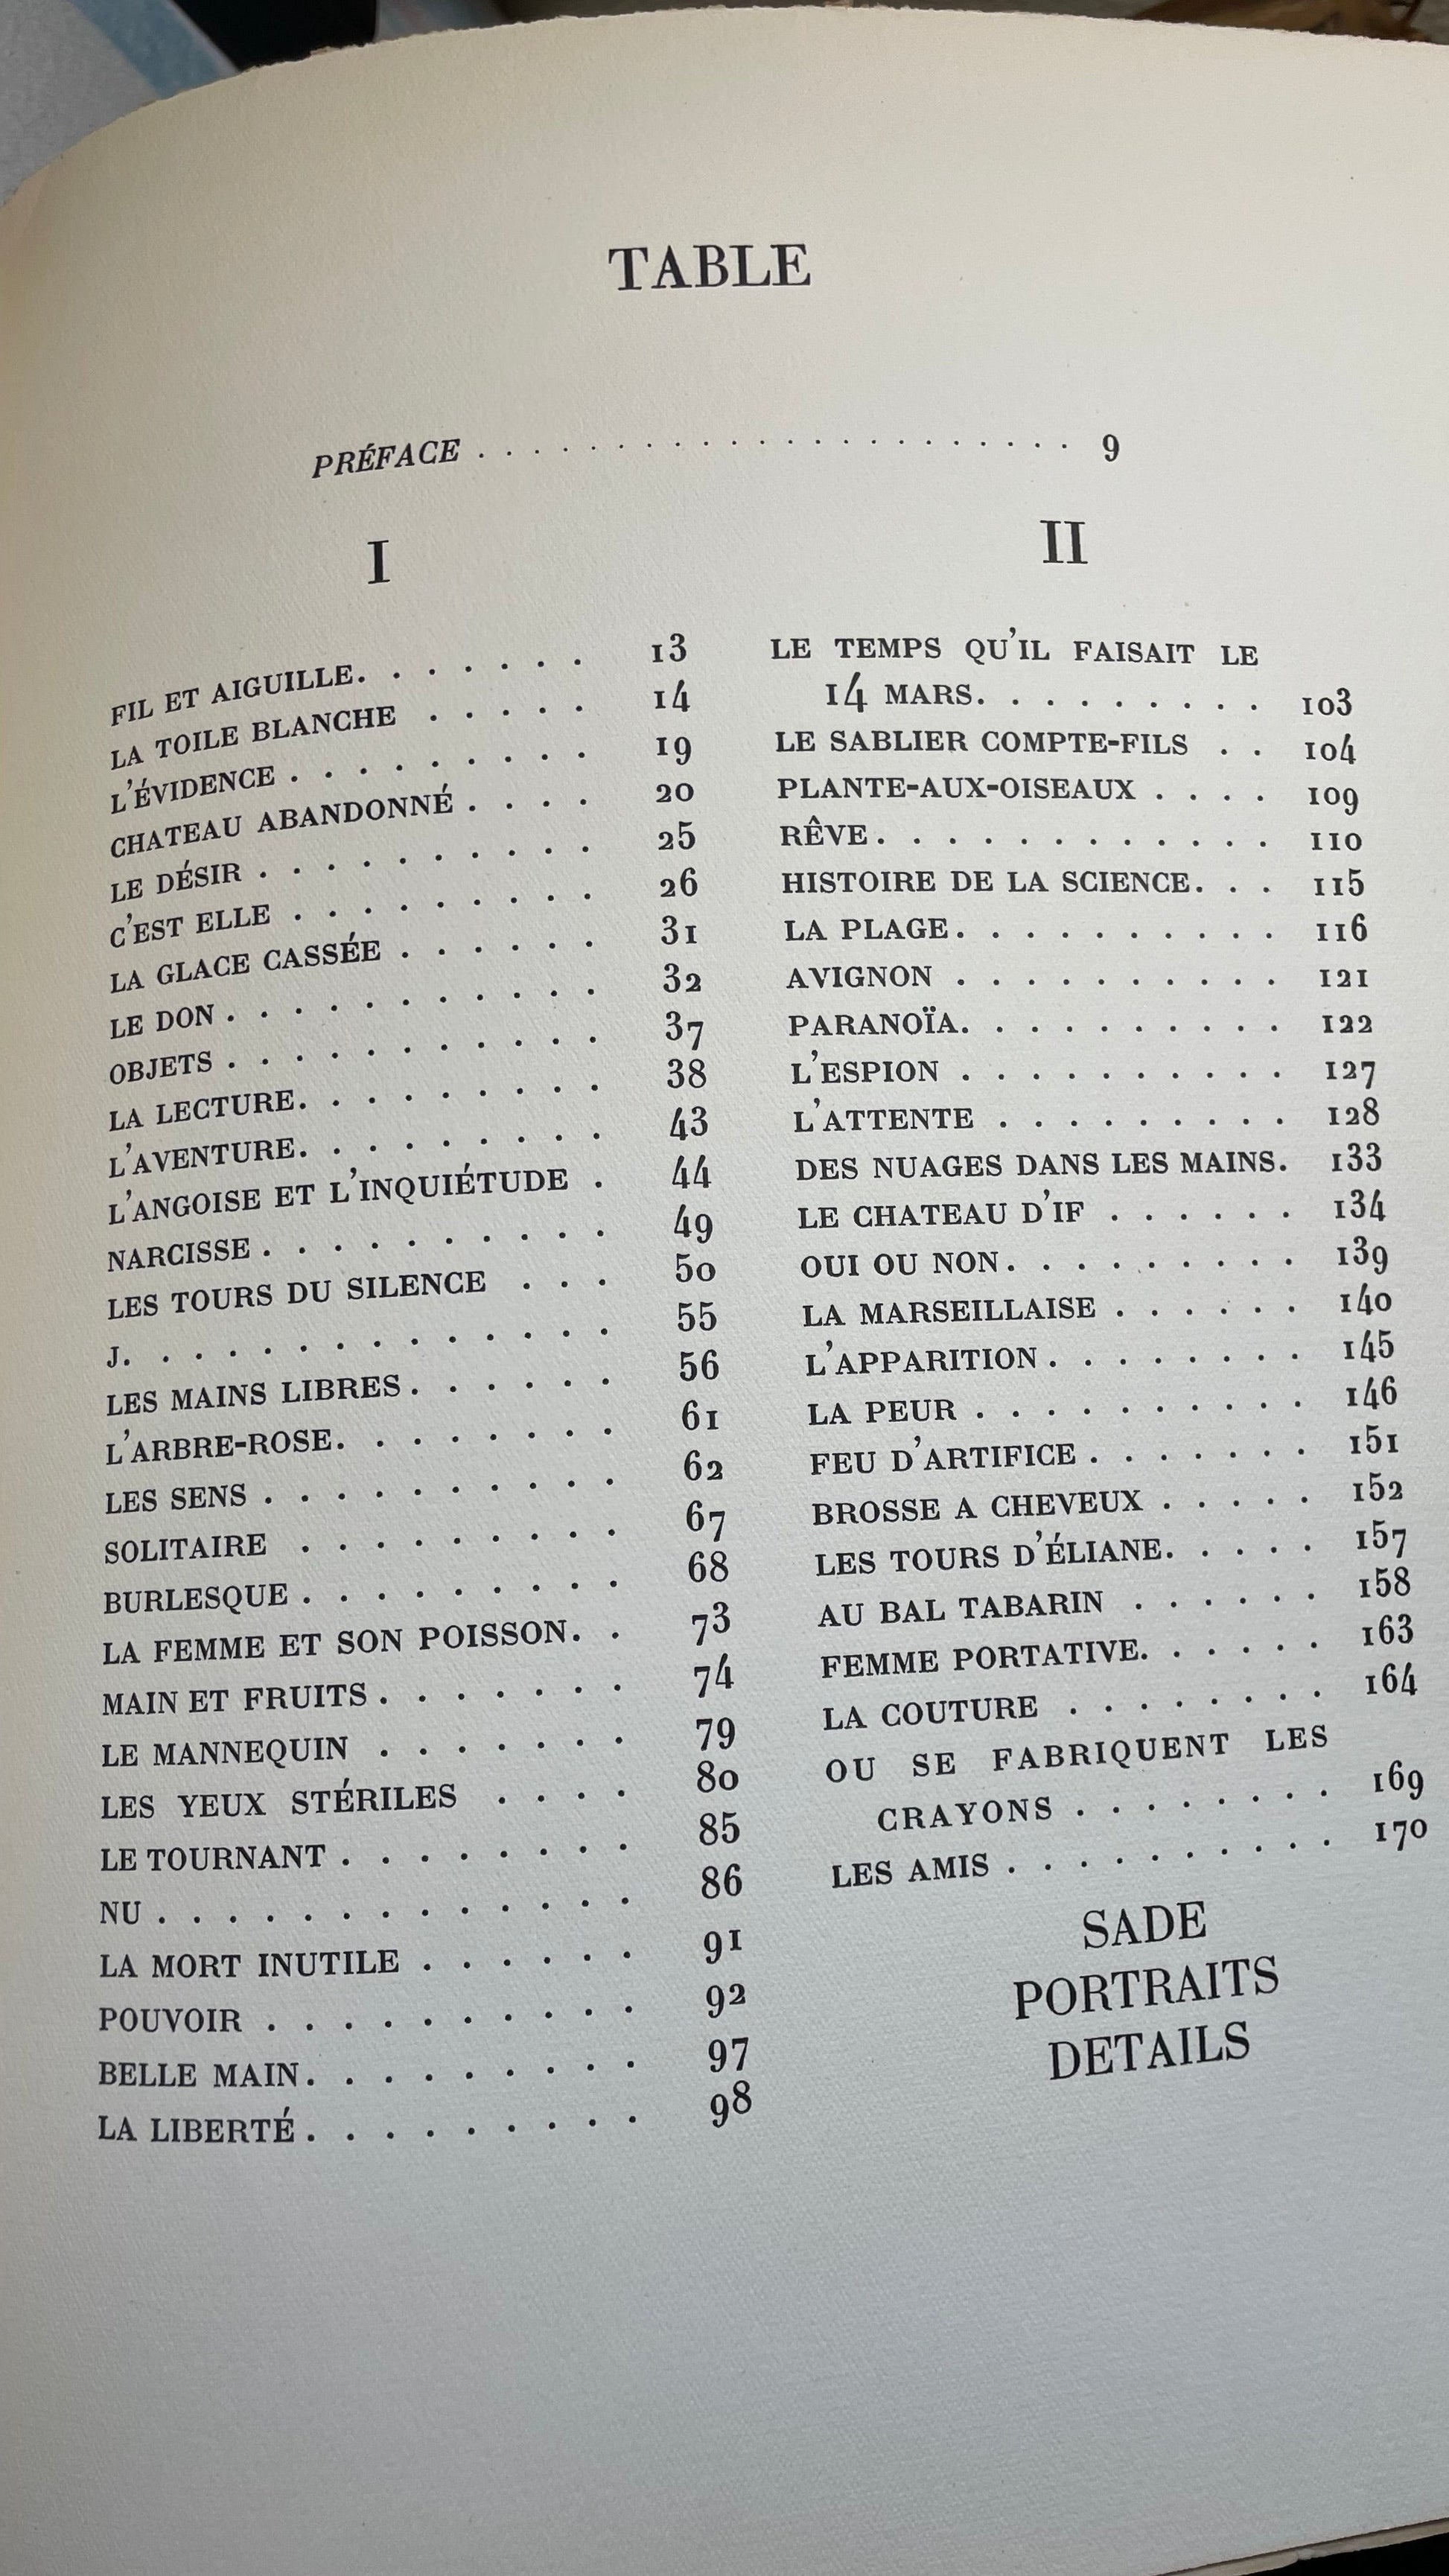 TABLE
PRÉFACE . . . . . . . . . . . . . . . . . . . . . . 9
I
FIL ET AIGUILLE. . . . . . . 13
LA TOILE BLANCHE . . . . . 14
L'ÉVIDENCE . . . . . . . . . 19
CHATEAU ABANDONNÉ . . . . 20
LE DÉSIR . . . . . . . . . . 25
C'EST ELLE . . . . . . . . . 26
LA GLACE CASSÉE . . . . . . 31
LE DON . . . . . . . . . . . 32
OBJETS . . . . . . . . . . . 37
LA LECTURE. . . . . . . . . 38
L'AVENTURE. . . . . . . . . 43
L'ANGOISE ET L'INQUIÉTUDE . 44
NARCISSE . . . . . . . . . . 49
LES TOURS DU SILENCE . . . 50
J. . . . . . . . . . . . . . 55
LES MAINS LIBRES . . . . . . 56
L'ARBRE-ROSE. . . . . . . . 61
LES SENS . . . . . . . . . . 62
SOLITAIRE . . . . . . . . . 67
BURLESQUE . . . . . . . . . 68
LA FEMME ET SON POISSON. . 73
MAIN ET FRUITS . . . . . . . 74
LE MANNEQUIN . . . . . . . 79
LES YEUX STÉRILES . . . . 80
LE TOURNANT . . . . . . . . 85
NU . . . . . . . . . . . . . 86
LA MORT INUTILE . . . . . . 91
POUVOIR . . . . . . . . . . 92
BELLE MAIN. . . . . . . . . 97
LA LIBERTÉ . . . . . . . . . 98
II
LE TEMPS QU'IL FAISAIT LE
14 MARS. . . . . . . . . 103
LE SABLIER COMPTE-FILS . . 104
PLANTE-AUX-OISEAUX . . . . 109
RÊVE . . . . . . . . . . . . 110
HISTOIRE DE LA SCIENCE. . . 115
LA PLAGE . . . . . . . . . . 116
AVIGNON . . . . . . . . . . 121
PARANOÏA. . . . . . . . . . 122
L'ESPION . . . . . . . . . . 127
L'ATTENTE . . . . . . . . . 128
DES NUAGES DANS LES MAINS. 133
LE CHATEAU D'IF . . . . . . 134
OUI OU NON. . . . . . . . . 139
LA MARSEILLAISE . . . . . . 140
L'APPARITION . . . . . . . . 145
LA PEUR . . . . . . . . . . 146
FEU D'ARTIFICE . . . . . . . 151
BROSSE A CHEVEUX . . . . . 152
LES TOURS D'ÉLIANE. . . . . 157
AU BAL TABARIN . . . . . . 158
FEMME PORTATIVE. . . . . . 163
LA COUTURE . . . . . . . . 164
OU SE FABRIQUENT LES
CRAYONS . . . . . . . . 169
LES AMIS . . . . . . . . . . 170
SADE
PORTRAITS
DETAILS